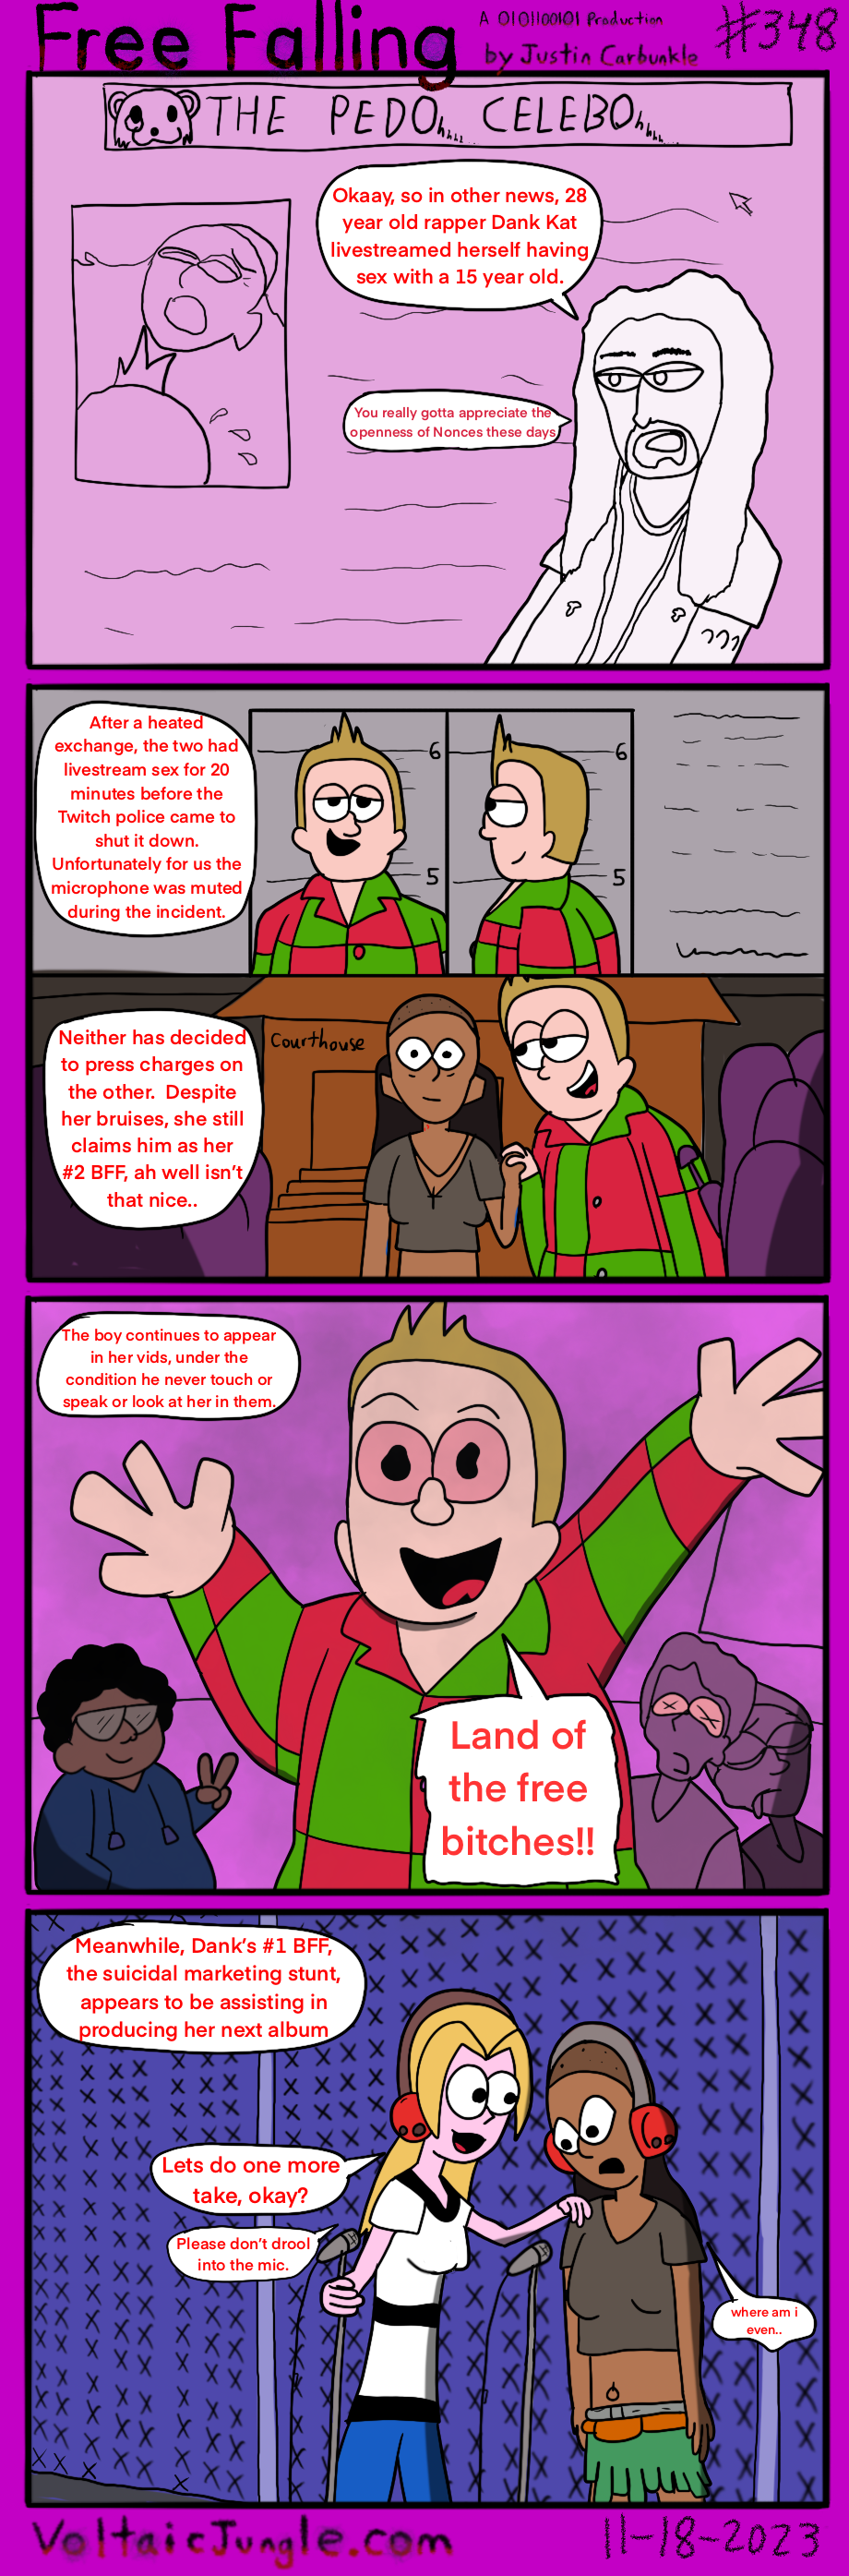 Free Falling
A 0101100101 Production
by Justin Carbunkle
#348
THE PEDOhhhh CELEBOhhhh
Okaay, so in other news, 28
year old rapper Dank Kat
livestreamed herself having
sex with a 15 year old.
You really gotta appreciate the
openness of Nonces these days
After a heated
exchange, the two had
livestream sex for 20
minutes before the
Twitch police came to
shut it down.
Unfortunately for us the
microphone was muted
during the incident.
6
6
5
5
Neither has decided
to press charges on
the other. Despite
her bruises, she still
claims him as her
#2 BFF, ah well isn't
that nice..
Courthouse
The boy continues to appear
in her vids, under the
condition he never touch or
speak or look at her in them.
Land of
the free
bitches!!
Meanwhile, Dank's #1 BFF,
the suicidal marketing stunt,
appears to be assisting in
producing her next album
Lets do one more
take, okay?
Please don't drool
into the mic.
where am i
even..
VoltaicJungle.com
11-18-2023